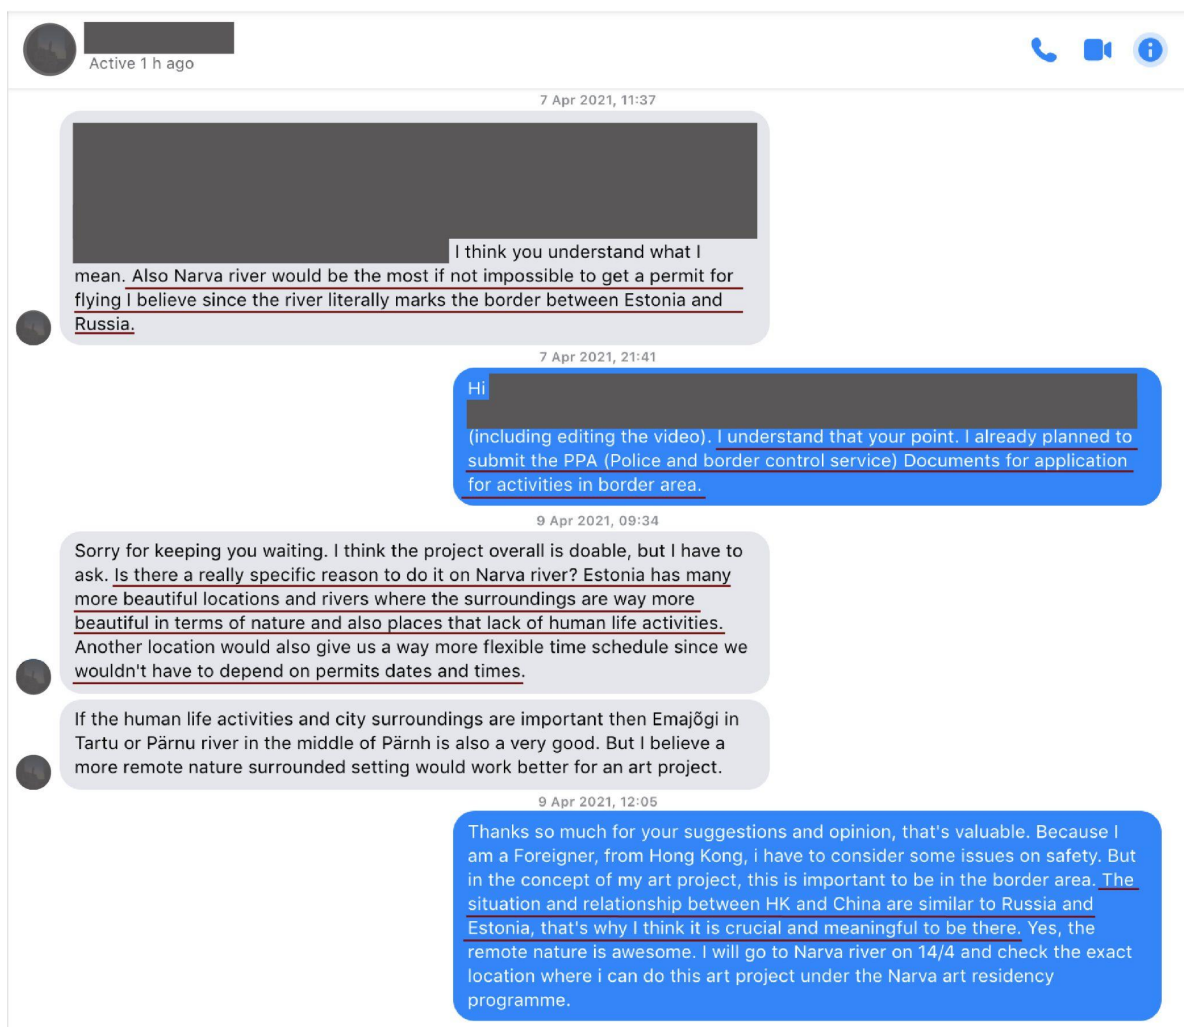 Active 1 h ago
7 Apr 2021, 11:37
I think you understand what I
mean. Also Narva river would be the most if not impossible to get a permit for
flying I believe since the river literally marks the border between Estonia and
Russia.
7 Apr 2021, 21:41
Hi
(including editing the video). I understand that your point. I already planned to
submit the PPA (Police and border control service) Documents for application
for activities in border area.
9 Apr 2021, 09:34
Sorry for keeping you waiting. I think the project overall is doable, but I have to
ask. Is there a really specific reason to do it on Narva river? Estonia has many
more beautiful locations and rivers where the surroundings are way more
beautiful in terms of nature and also places that lack of human life activities.
Another location would also give us a way more flexible time schedule since we
wouldn't have to depend on permits dates and times.
If the human life activities and city surroundings are important then Emajõgi in
Tartu or Pärnu river in the middle of Pärnh is also a very good. But I believe a
more remote nature surrounded setting would work better for an art project.
9 Apr 2021, 12:05
Thanks so much for your suggestions and opinion, that's valuable. Because I
am a Foreigner, from Hong Kong, i have to consider some issues on safety. But
in the concept of my art project, this is important to be in the border area. The
situation and relationship between HK and China are similar to Russia and
Estonia, that's why I think it is crucial and meaningful to be there. Yes, the
remote nature is awesome. I will go to Narva river on 14/4 and check the exact
location where i can do this art project under the Narva art residency
programme.